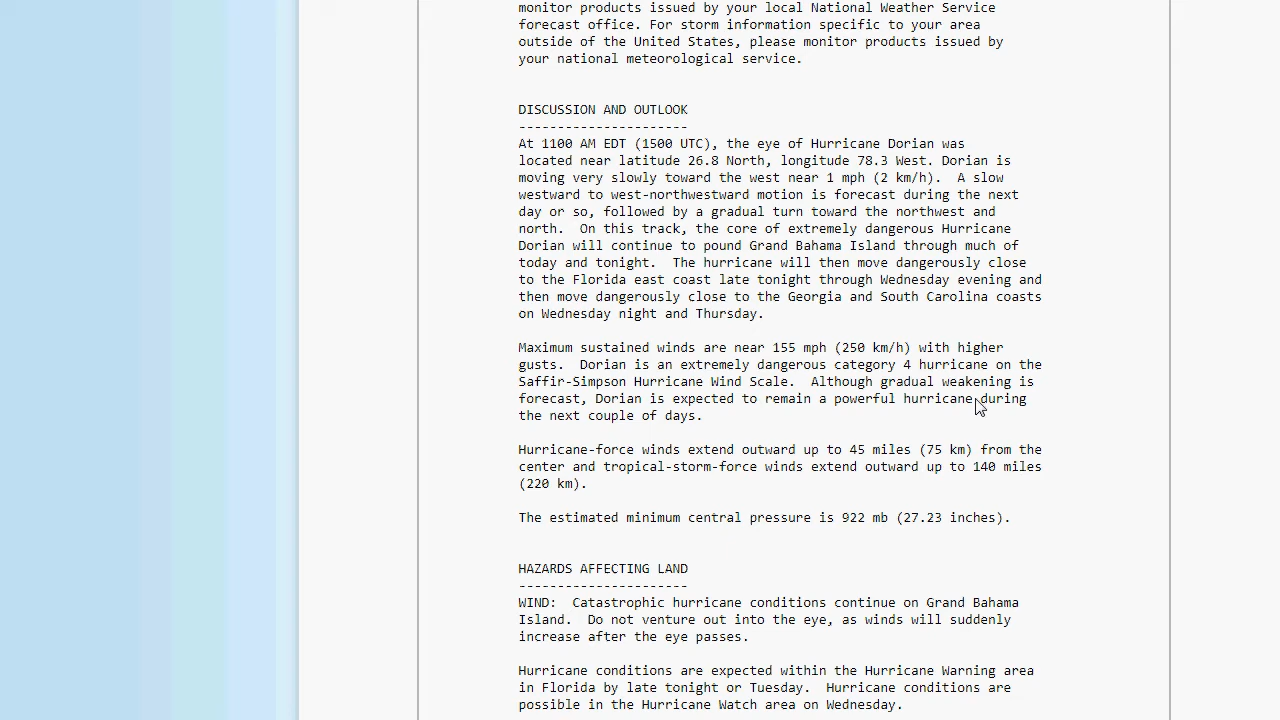 monitor products issued by your local National Weather Service
forecast office. For storm information specific to your area
outside of the United States, please monitor products issued by
your national meteorological service.
DISCUSSION AND OUTLOOK
----------------------
At 1100 AM EDT (1500 UTC), the eye of Hurricane Dorian was
located near latitude 26.8 North, longitude 78.3 West. Dorian is
moving very slowly toward the west near 1 mph (2 km/h).  A slow
westward to west-northwestward motion is forecast during the next
day or so, followed by a gradual turn toward the northwest and
north.  On this track, the core of extremely dangerous Hurricane
Dorian will continue to pound Grand Bahama Island through much of
today and tonight.  The hurricane will then move dangerously close
to the Florida east coast late tonight through Wednesday evening and
then move dangerously close to the Georgia and South Carolina coasts
on Wednesday night and Thursday.
Maximum sustained winds are near 155 mph (250 km/h) with higher
gusts.  Dorian is an extremely dangerous category 4 hurricane on the
Saffir-Simpson Hurricane Wind Scale.  Although gradual weakening is
forecast, Dorian is expected to remain a powerful hurricane during
the next couple of days.
Hurricane-force winds extend outward up to 45 miles (75 km) from the
center and tropical-storm-force winds extend outward up to 140 miles
(220 km).
The estimated minimum central pressure is 922 mb (27.23 inches).
HAZARDS AFFECTING LAND
----------------------
WIND:  Catastrophic hurricane conditions continue on Grand Bahama
Island.  Do not venture out into the eye, as winds will suddenly
increase after the eye passes.
Hurricane conditions are expected within the Hurricane Warning area
in Florida by late tonight or Tuesday.  Hurricane conditions are
possible in the Hurricane Watch area on Wednesday.